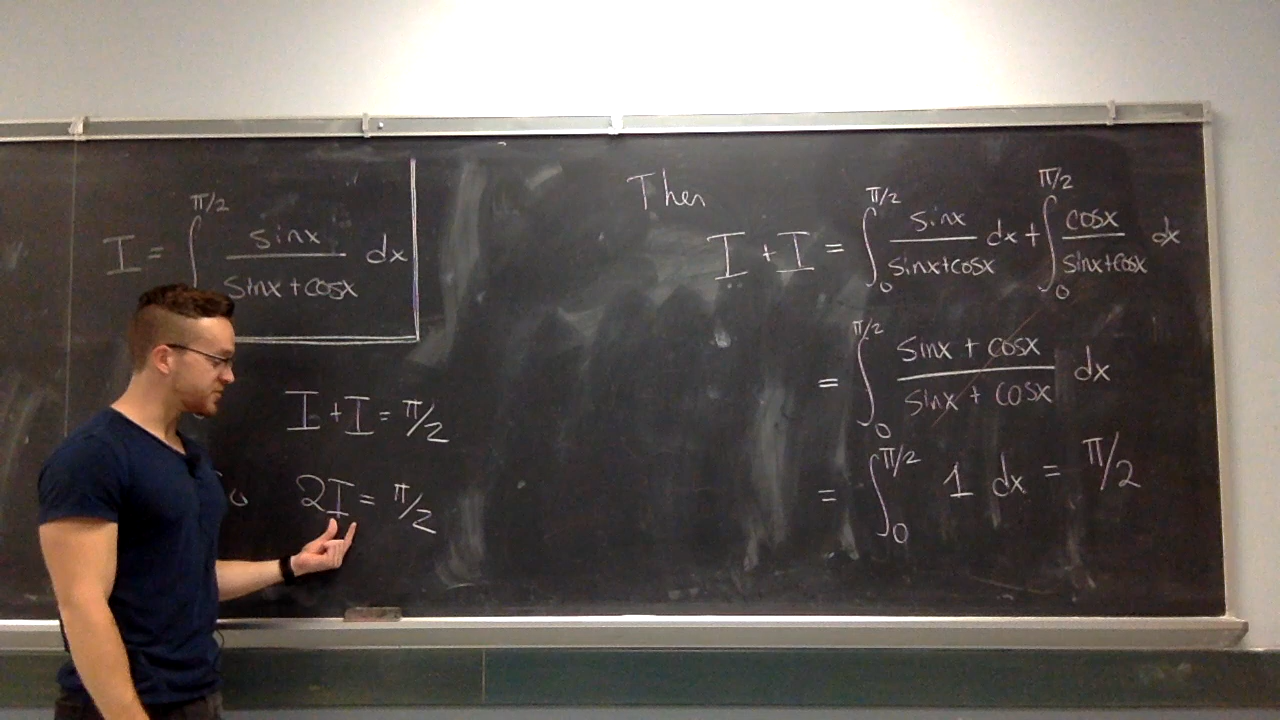 I = ∫ π/2 sinx / sinx + cosx dx
I + I = π/2
2I = π/2
Then
I + I = ∫₀^π/2 sinx / sinx+cosx dx + ∫₀^π/2 cosx / sinx+cosx dx
= ∫₀^π/2 sinx + cosx / sinx + cosx dx
= ∫₀^π/2 1 dx = π/2